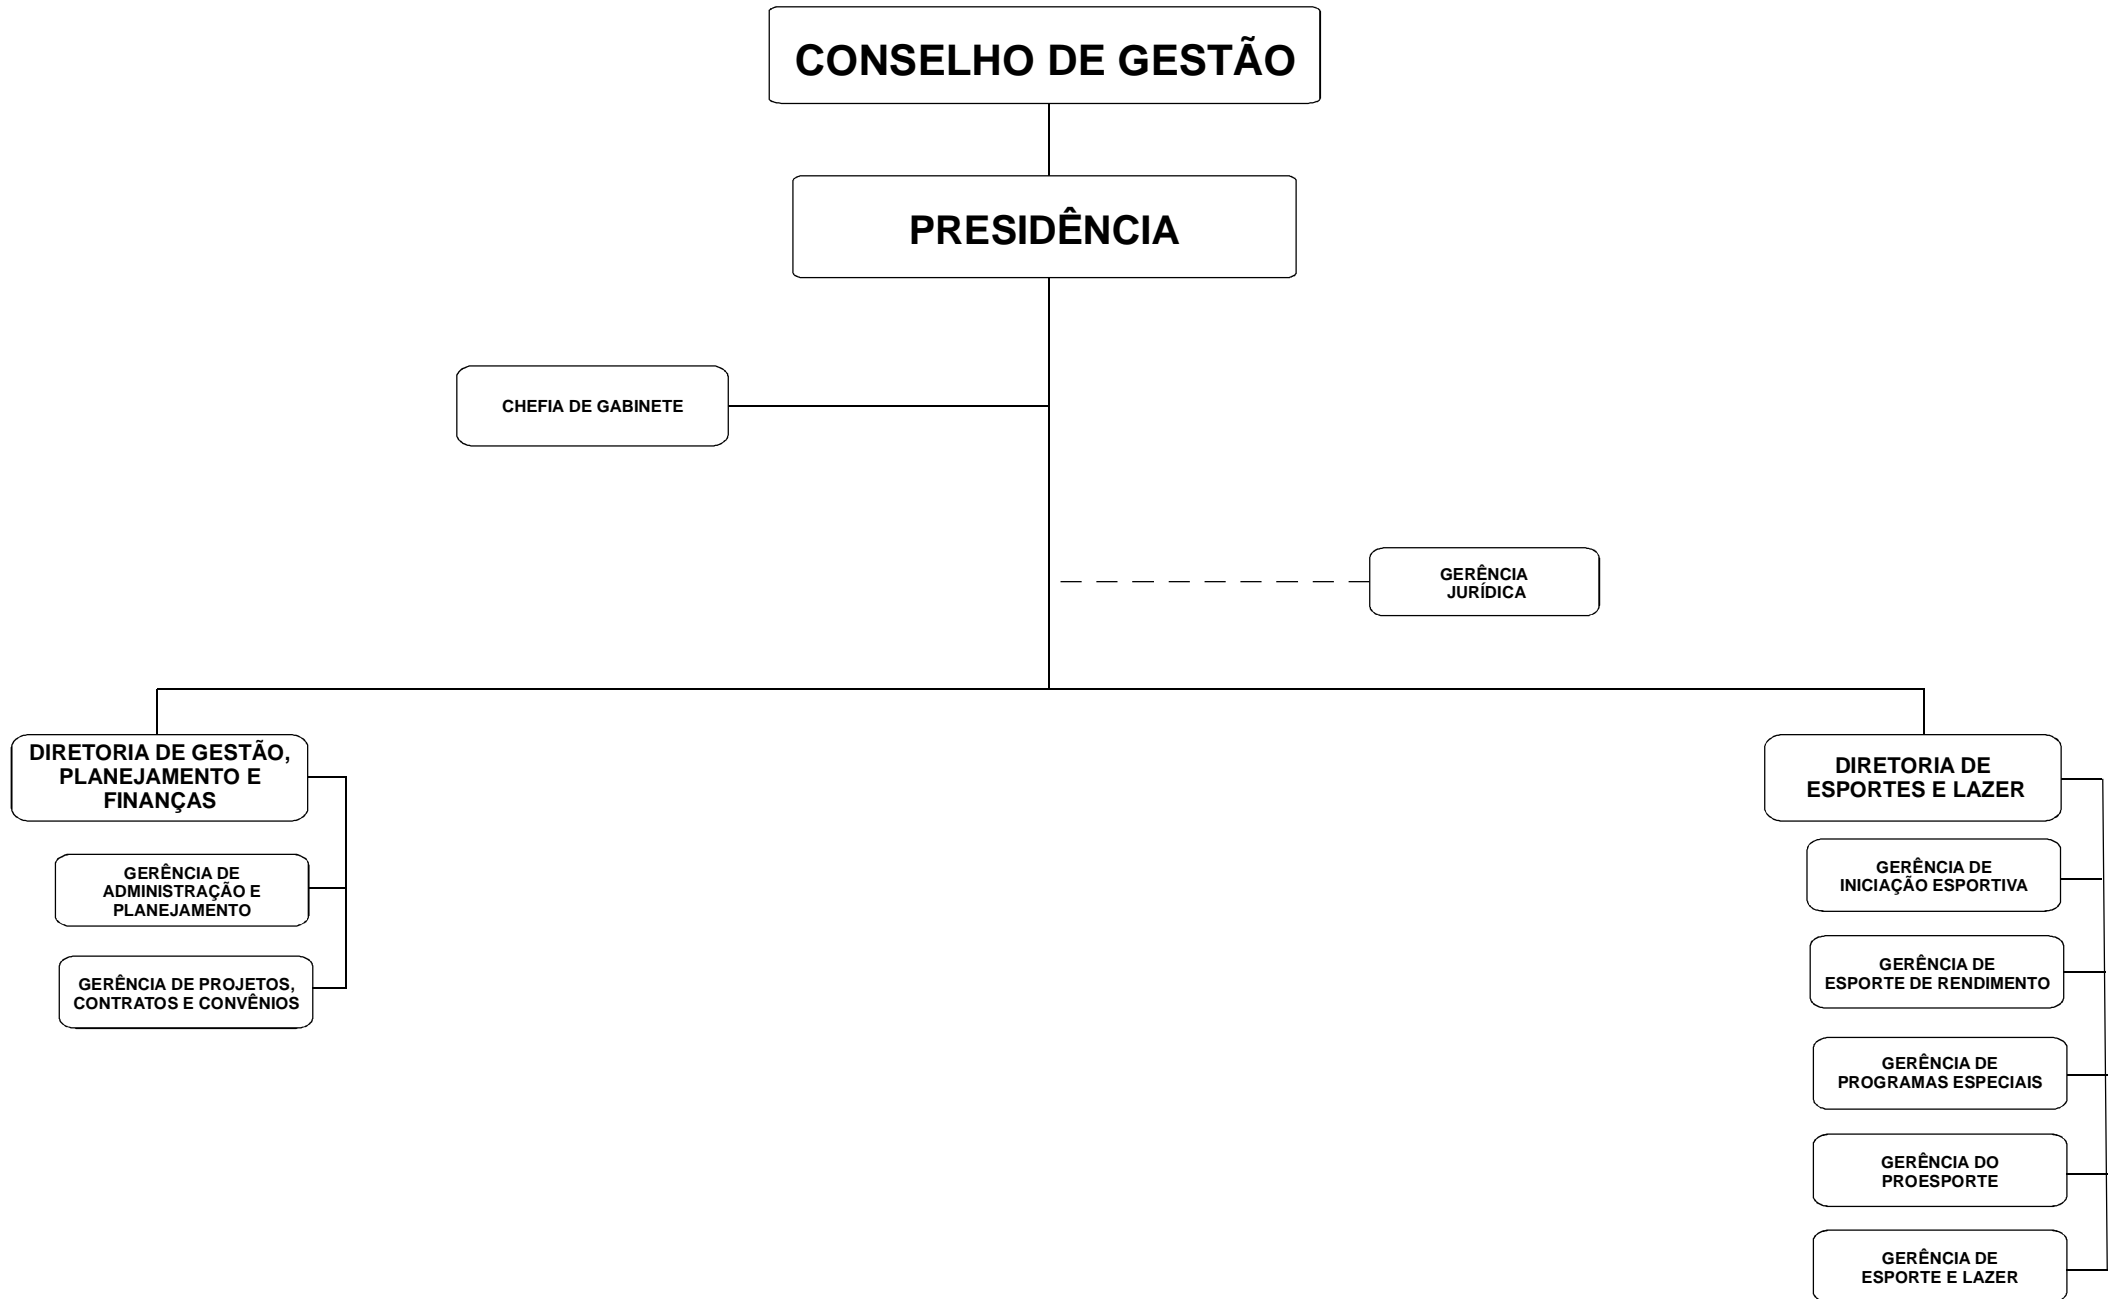 CONSELHO DE GESTÃO
PRESIDÊNCIA
CHEFIA DE GABINETE
GERÊNCIA
JURÍDICA
DIRETORIA DE GESTÃO,
PLANEJAMENTO E
FINANÇAS
GERÊNCIA DE
ADMINISTRAÇÃO E
PLANEJAMENTO
GERÊNCIA DE PROJETOS,
CONTRATOS E CONVÊNIOS
DIRETORIA DE
ESPORTES E LAZER
GERÊNCIA DE
INICIAÇÃO ESPORTIVA
GERÊNCIA DE
ESPORTE DE RENDIMENTO
GERÊNCIA DE
PROGRAMAS ESPECIAIS
GERÊNCIA DO
PROESPORTE
GERÊNCIA DE
ESPORTE E LAZER